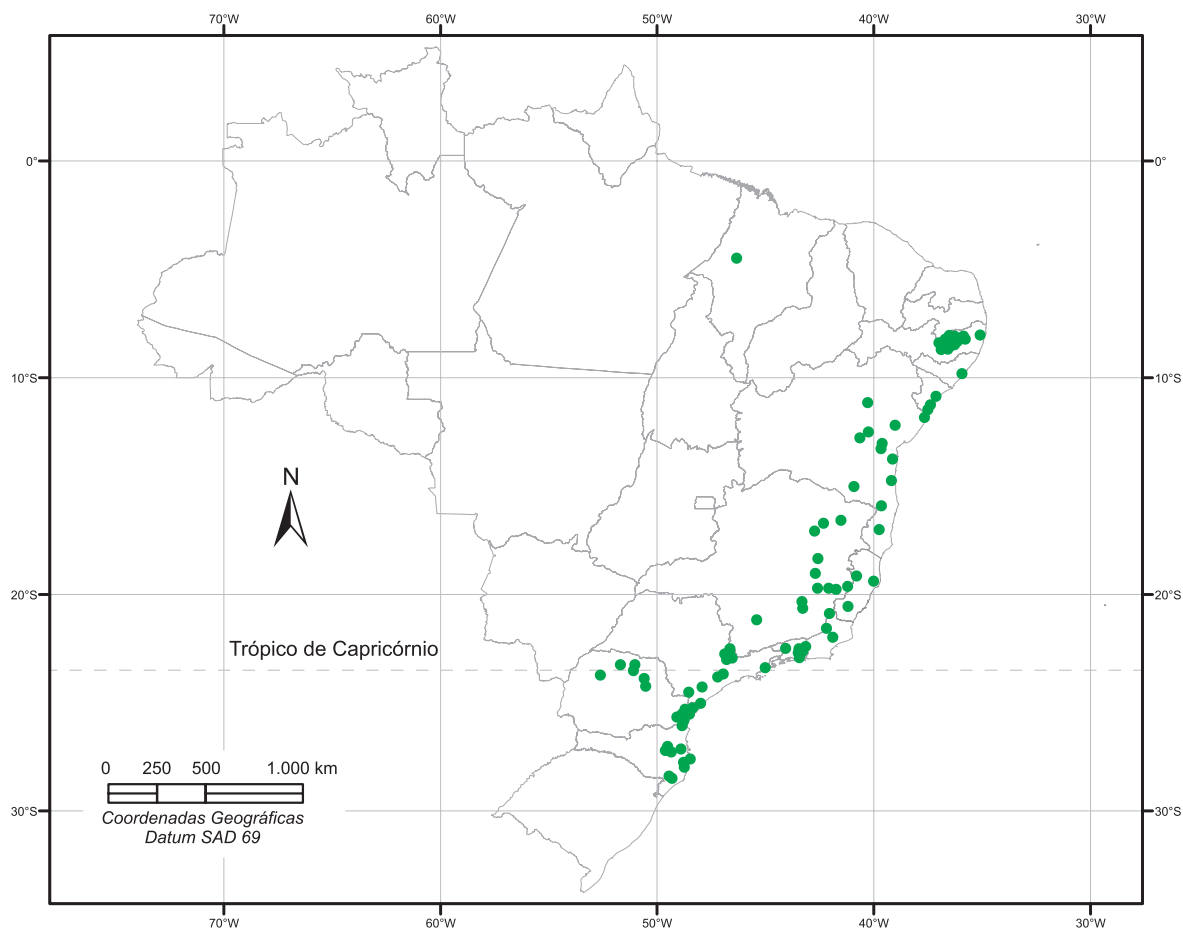 70°W 60°W 50°W 40°W 30°W
0° 0°
10°S 10°S
N
20°S 20°S
Trópico de Capricórnio
0 250 500 1.000 km
30°S 30°S
Coordenadas Geográficas
Datum SAD 69
70°W 60°W 50°W 40°W 30°W